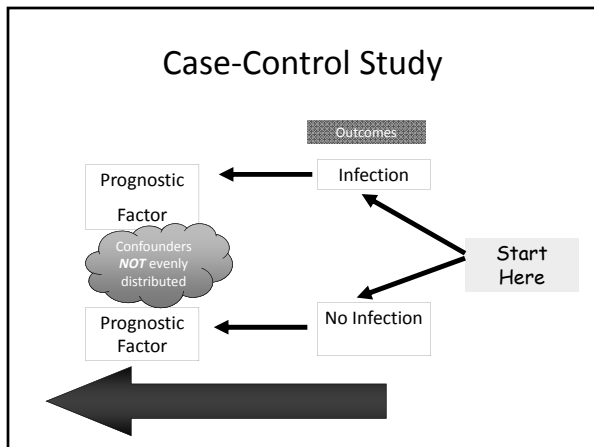 Case-Control Study
Outcomes
Prognostic
Factor
Infection
Confounders
NOT evenly
distributed
Start
Here
Prognostic
Factor
No Infection